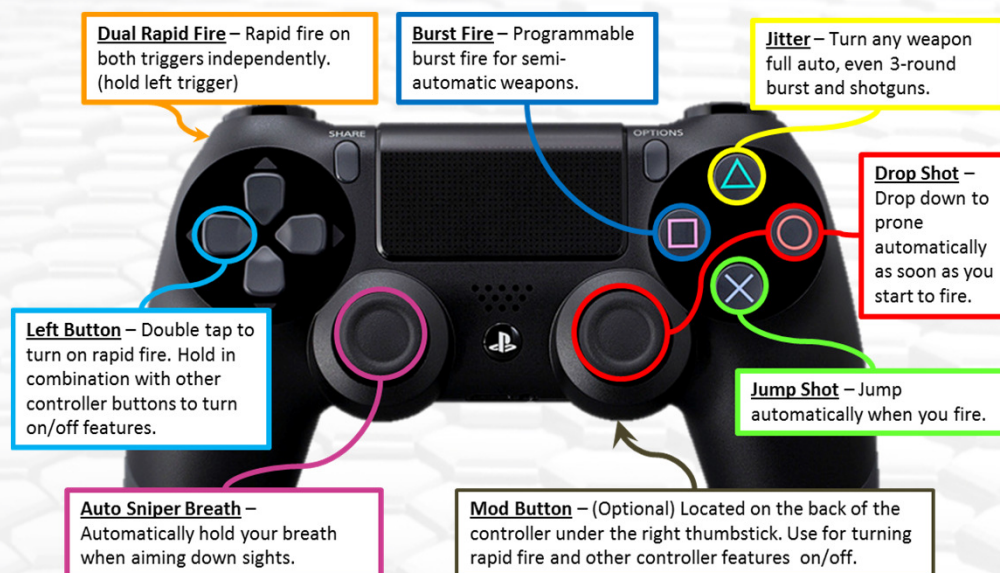 Dual Rapid Fire – Rapid fire on
both triggers independently.
(hold left trigger)
Burst Fire – Programmable
burst fire for semi-
automatic weapons.
Jitter – Turn any weapon
full auto, even 3-round
burst and shotguns.
SHARE
OPTIONS
Drop Shot –
Drop down to
prone
automatically
as soon as you
start to fire.
Left Button – Double tap to
turn on rapid fire. Hold in
combination with other
controller buttons to turn
on/off features.
Jump Shot – Jump
automatically when you fire.
Auto Sniper Breath –
Automatically hold your breath
when aiming down sights.
Mod Button – (Optional) Located on the back of the
controller under the right thumbstick. Use for turning
rapid fire and other controller features on/off.